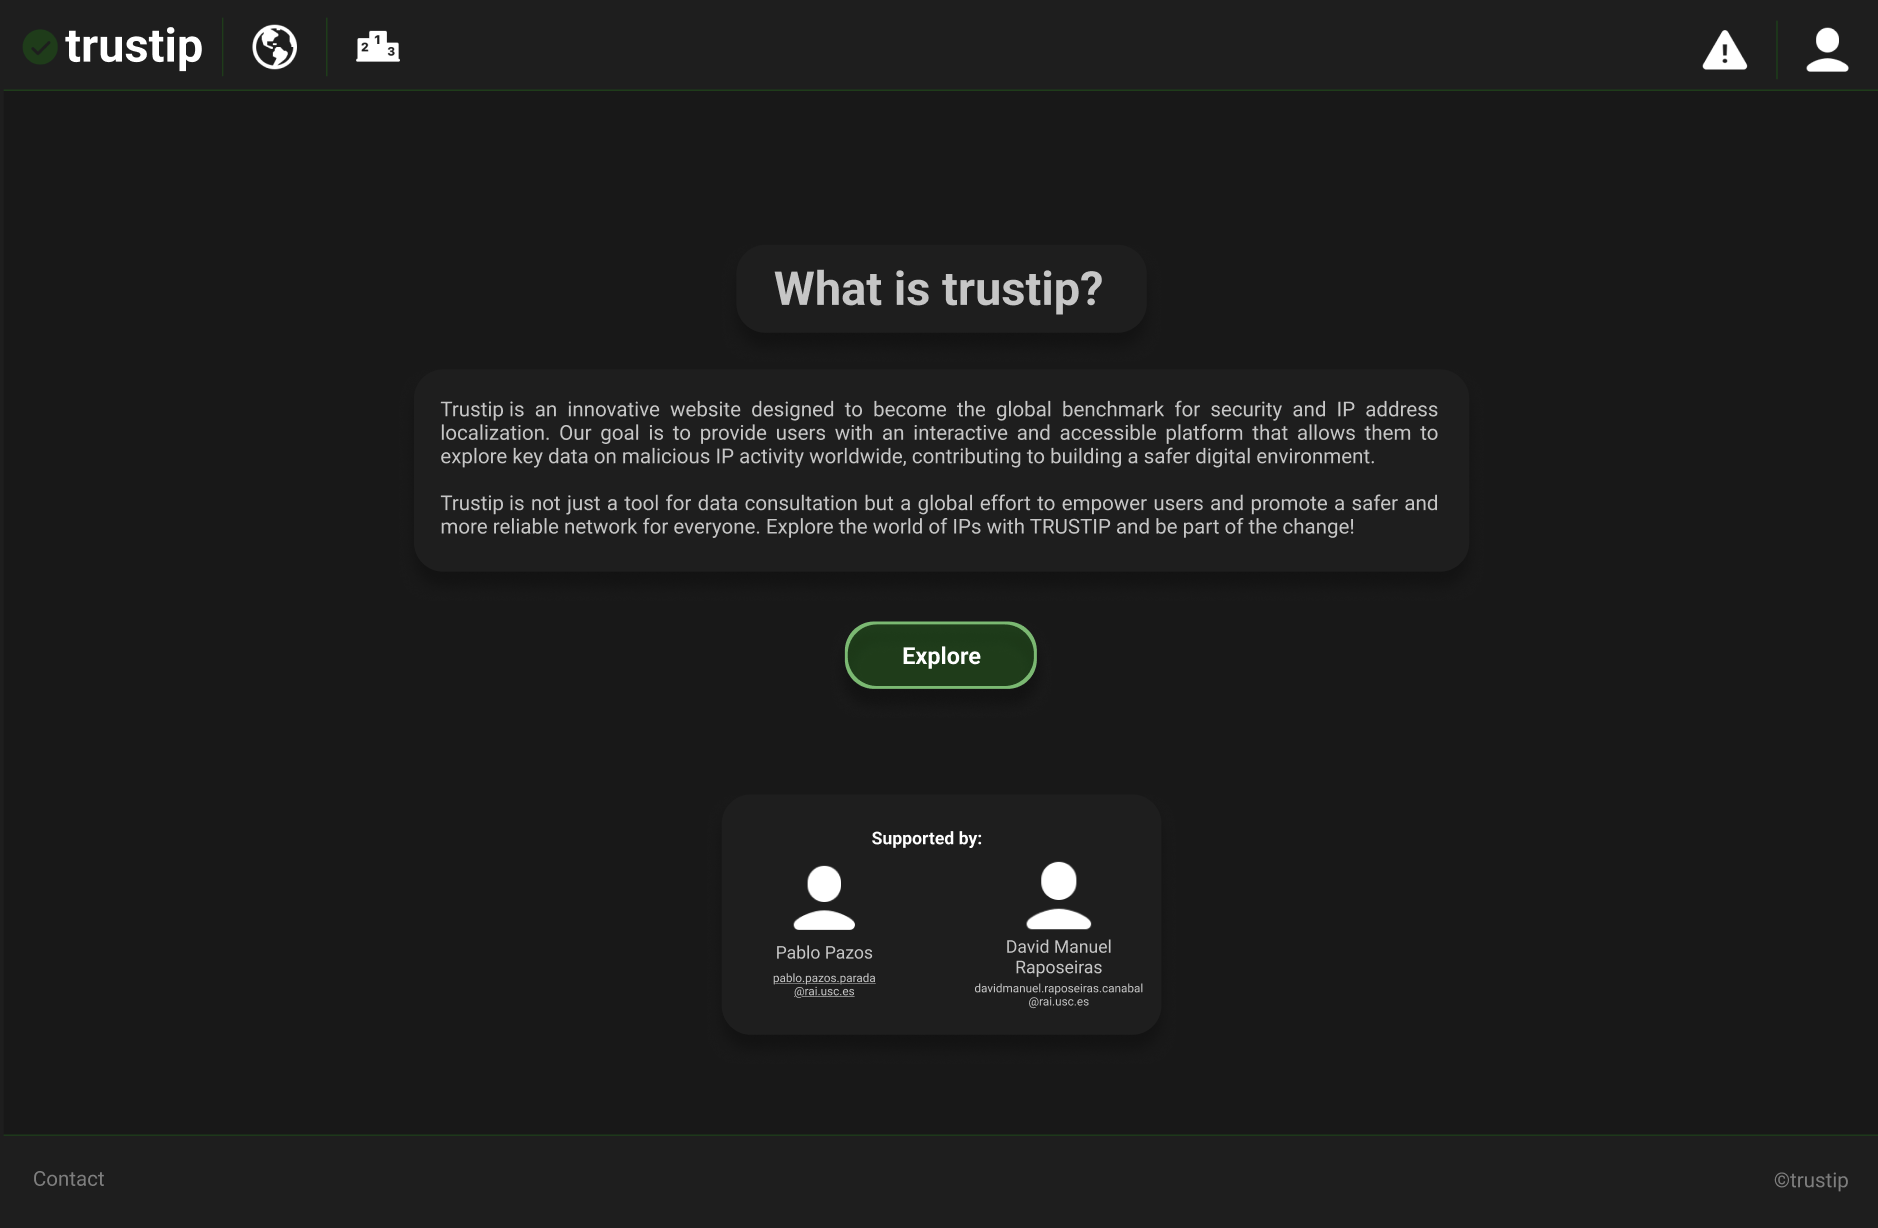 trustip
2 1 3
What is trustip?
Trustip is an innovative website designed to become the global benchmark for security and IP address
localization. Our goal is to provide users with an interactive and accessible platform that allows them to
explore key data on malicious IP activity worldwide, contributing to building a safer digital environment.
Trustip is not just a tool for data consultation but a global effort to empower users and promote a safer and
more reliable network for everyone. Explore the world of IPs with TRUSTIP and be part of the change!
Explore
Supported by:
Pablo Pazos
pablo.pazos.parada
@rai.usc.es
David Manuel
Raposeiras
davidmanuel.raposeiras.canabal
@rai.usc.es
Contact
©trustip